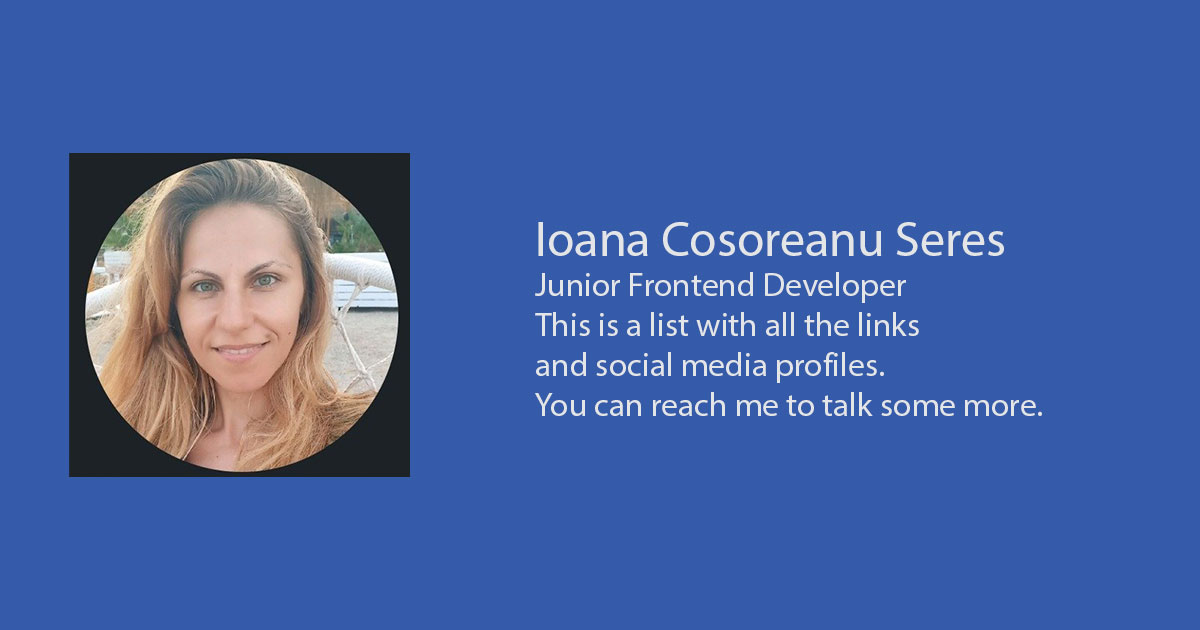 Ioana Cosoreanu Seres
Junior Frontend Developer
This is a list with all the links
and social media profiles.
You can reach me to talk some more.